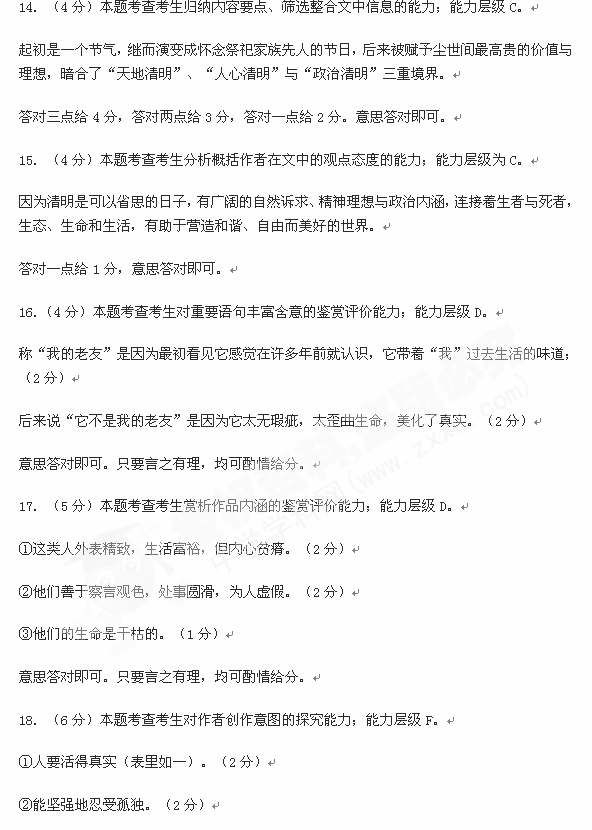 14. （4 分）本题考查考生归纳内容要点、筛选整合文中信息的能力；能力层级 C。
起初是一个节气，继而演变成怀念祭祀家族先人的节日，后来被赋予尘世间最高贵的价值与
理想，暗合了“天地清明”、“人心清明”与“政治清明”三重境界。
答对三点给 4 分，答对两点给 3 分，答对一点给 2 分。意思答对即可。
15. （4 分）本题考查考生分析概括作者在文中的观点态度的能力；能力层级为 C。
因为清明是可以省思的日子，有广阔的自然诉求、精神理想与政治内涵，连接着生者与死者，
生态、生命和生活，有助于营造和谐、自由而美好的世界。
答对一点给 1 分，意思答对即可。
16.（4 分）本题考查考生对重要语句丰富含意的鉴赏评价能力；能力层级 D。
称“我的老友”是因为最初看见它感觉在许多年前就认识，它带着“我”过去生活的味道；
（2 分）
后来说“它不是我的老友”是因为它太无瑕疵，太歪曲生命，美化了真实。（2 分）
意思答对即可。只要言之有理，均可酌情给分。
17. （5 分）本题考查考生赏析作品内涵的鉴赏评价能力；能力层级 D。
①这类人外表精致，生活富裕，但内心贫瘠。（2 分）
②他们善于察言观色，处事圆滑，为人虚假。（2 分）
③他们的生命是干枯的。（1 分）
意思答对即可。只要言之有理，均可酌情给分。
18. （6 分）本题考查考生对作者创作意图的探究能力；能力层级 F。
①人要活得真实（表里如一）。（2 分）
②能坚强地忍受孤独。（2 分）